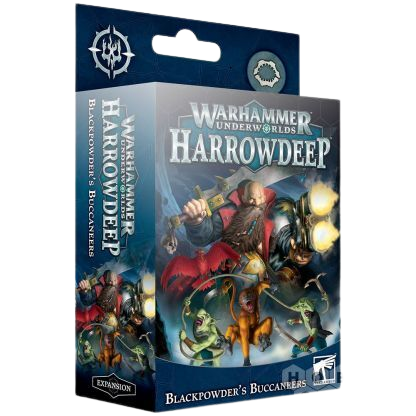 WARHAMMER
UNDERWORLDS
HARROWDEEP
BLACKPOWDER'S BUCCANEERS
WARHAMMER
UNDERWORLDS
HARROWDEEP
BLACKPOWDER'S BUCCANEERS
EXPANSION